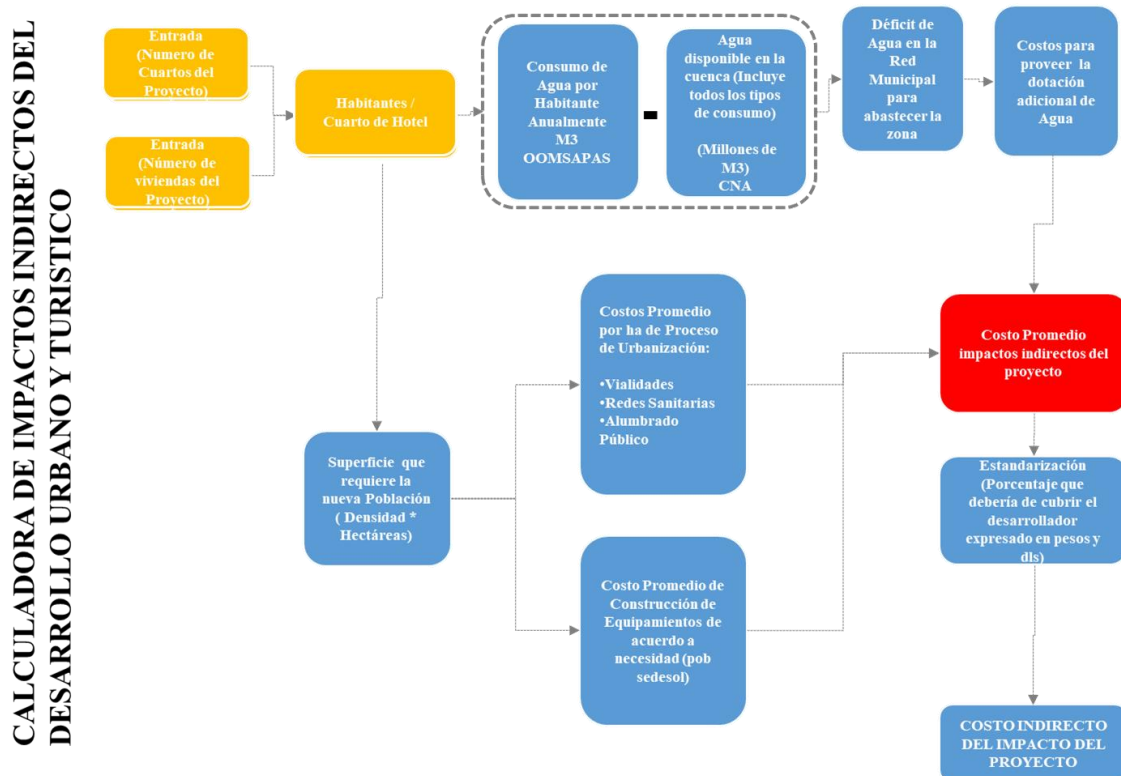 CALCULADORA DE IMPACTOS INDIRECTOS DEL
DESARROLLO URBANO Y TURISTICO
Entrada
(Numero de
Cuartos del
Proyecto)
Entrada
(Número de
viviendas del
Proyecto)
Habitantes /
Cuarto de Hotel
Consumo de
Agua por
Habitante
Anualmente
M3
OOMSAPAS
-
Agua
disponible en la
cuenca (Incluye
todos los tipos
de consumo)
(Millones de
M3)
CNA
Déficit de
Agua en la
Red
Municipal
para
abastecer la
zona
Costos para
proveer la
dotación
adicional de
Agua
Superficie que
requiere la
nueva Población
( Densidad *
Hectáreas)
Costos Promedio
por ha de Proceso
de Urbanización:
•Vialidades
•Redes Sanitarias
•Alumbrado
Público
Costo Promedio de
Construcción de
Equipamientos de
acuerdo a
necesidad (pob
sedesol)
Costo Promedio
impactos indirectos del
proyecto
Estandarización
(Porcentaje que
debería de cubrir el
desarrollador
expresado en pesos y
dls)
COSTO INDIRECTO
DEL IMPACTO DEL
PROYECTO